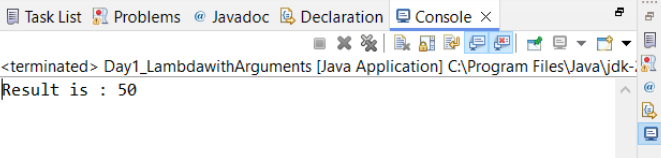 Task List Problems @ Javadoc Declaration Console
<terminated> Day1_LambdawithArguments [Java Application] C:\Program Files\Java\jdk-
Result is : 50